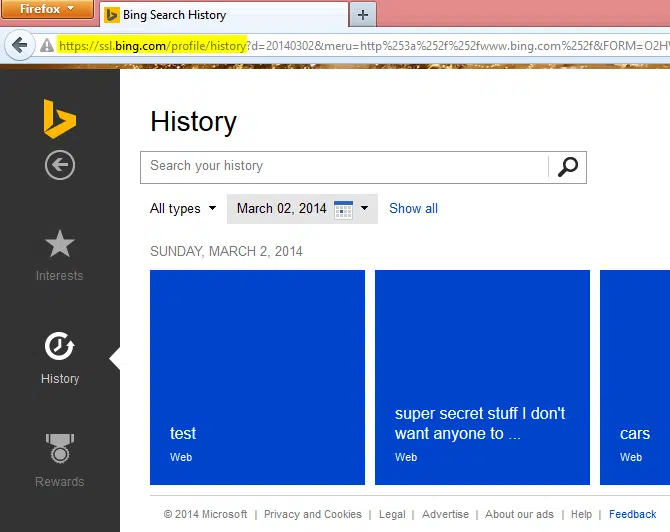 Firefox
Bing Search History
https://ssl.bing.com/profile/history?d=20140302&meru=http%253a%252f%252fwww.bing.com%252f&FORM=O2H
History
Search your history
All types
March 02, 2014
Show all
Interests
SUNDAY, MARCH 2, 2014
History
test
Web
super secret stuff I don't
want anyone to ...
Web
cars
Web
Rewards
© 2014 Microsoft | Privacy and Cookies | Legal | Advertise | About our ads | Help | Feedback